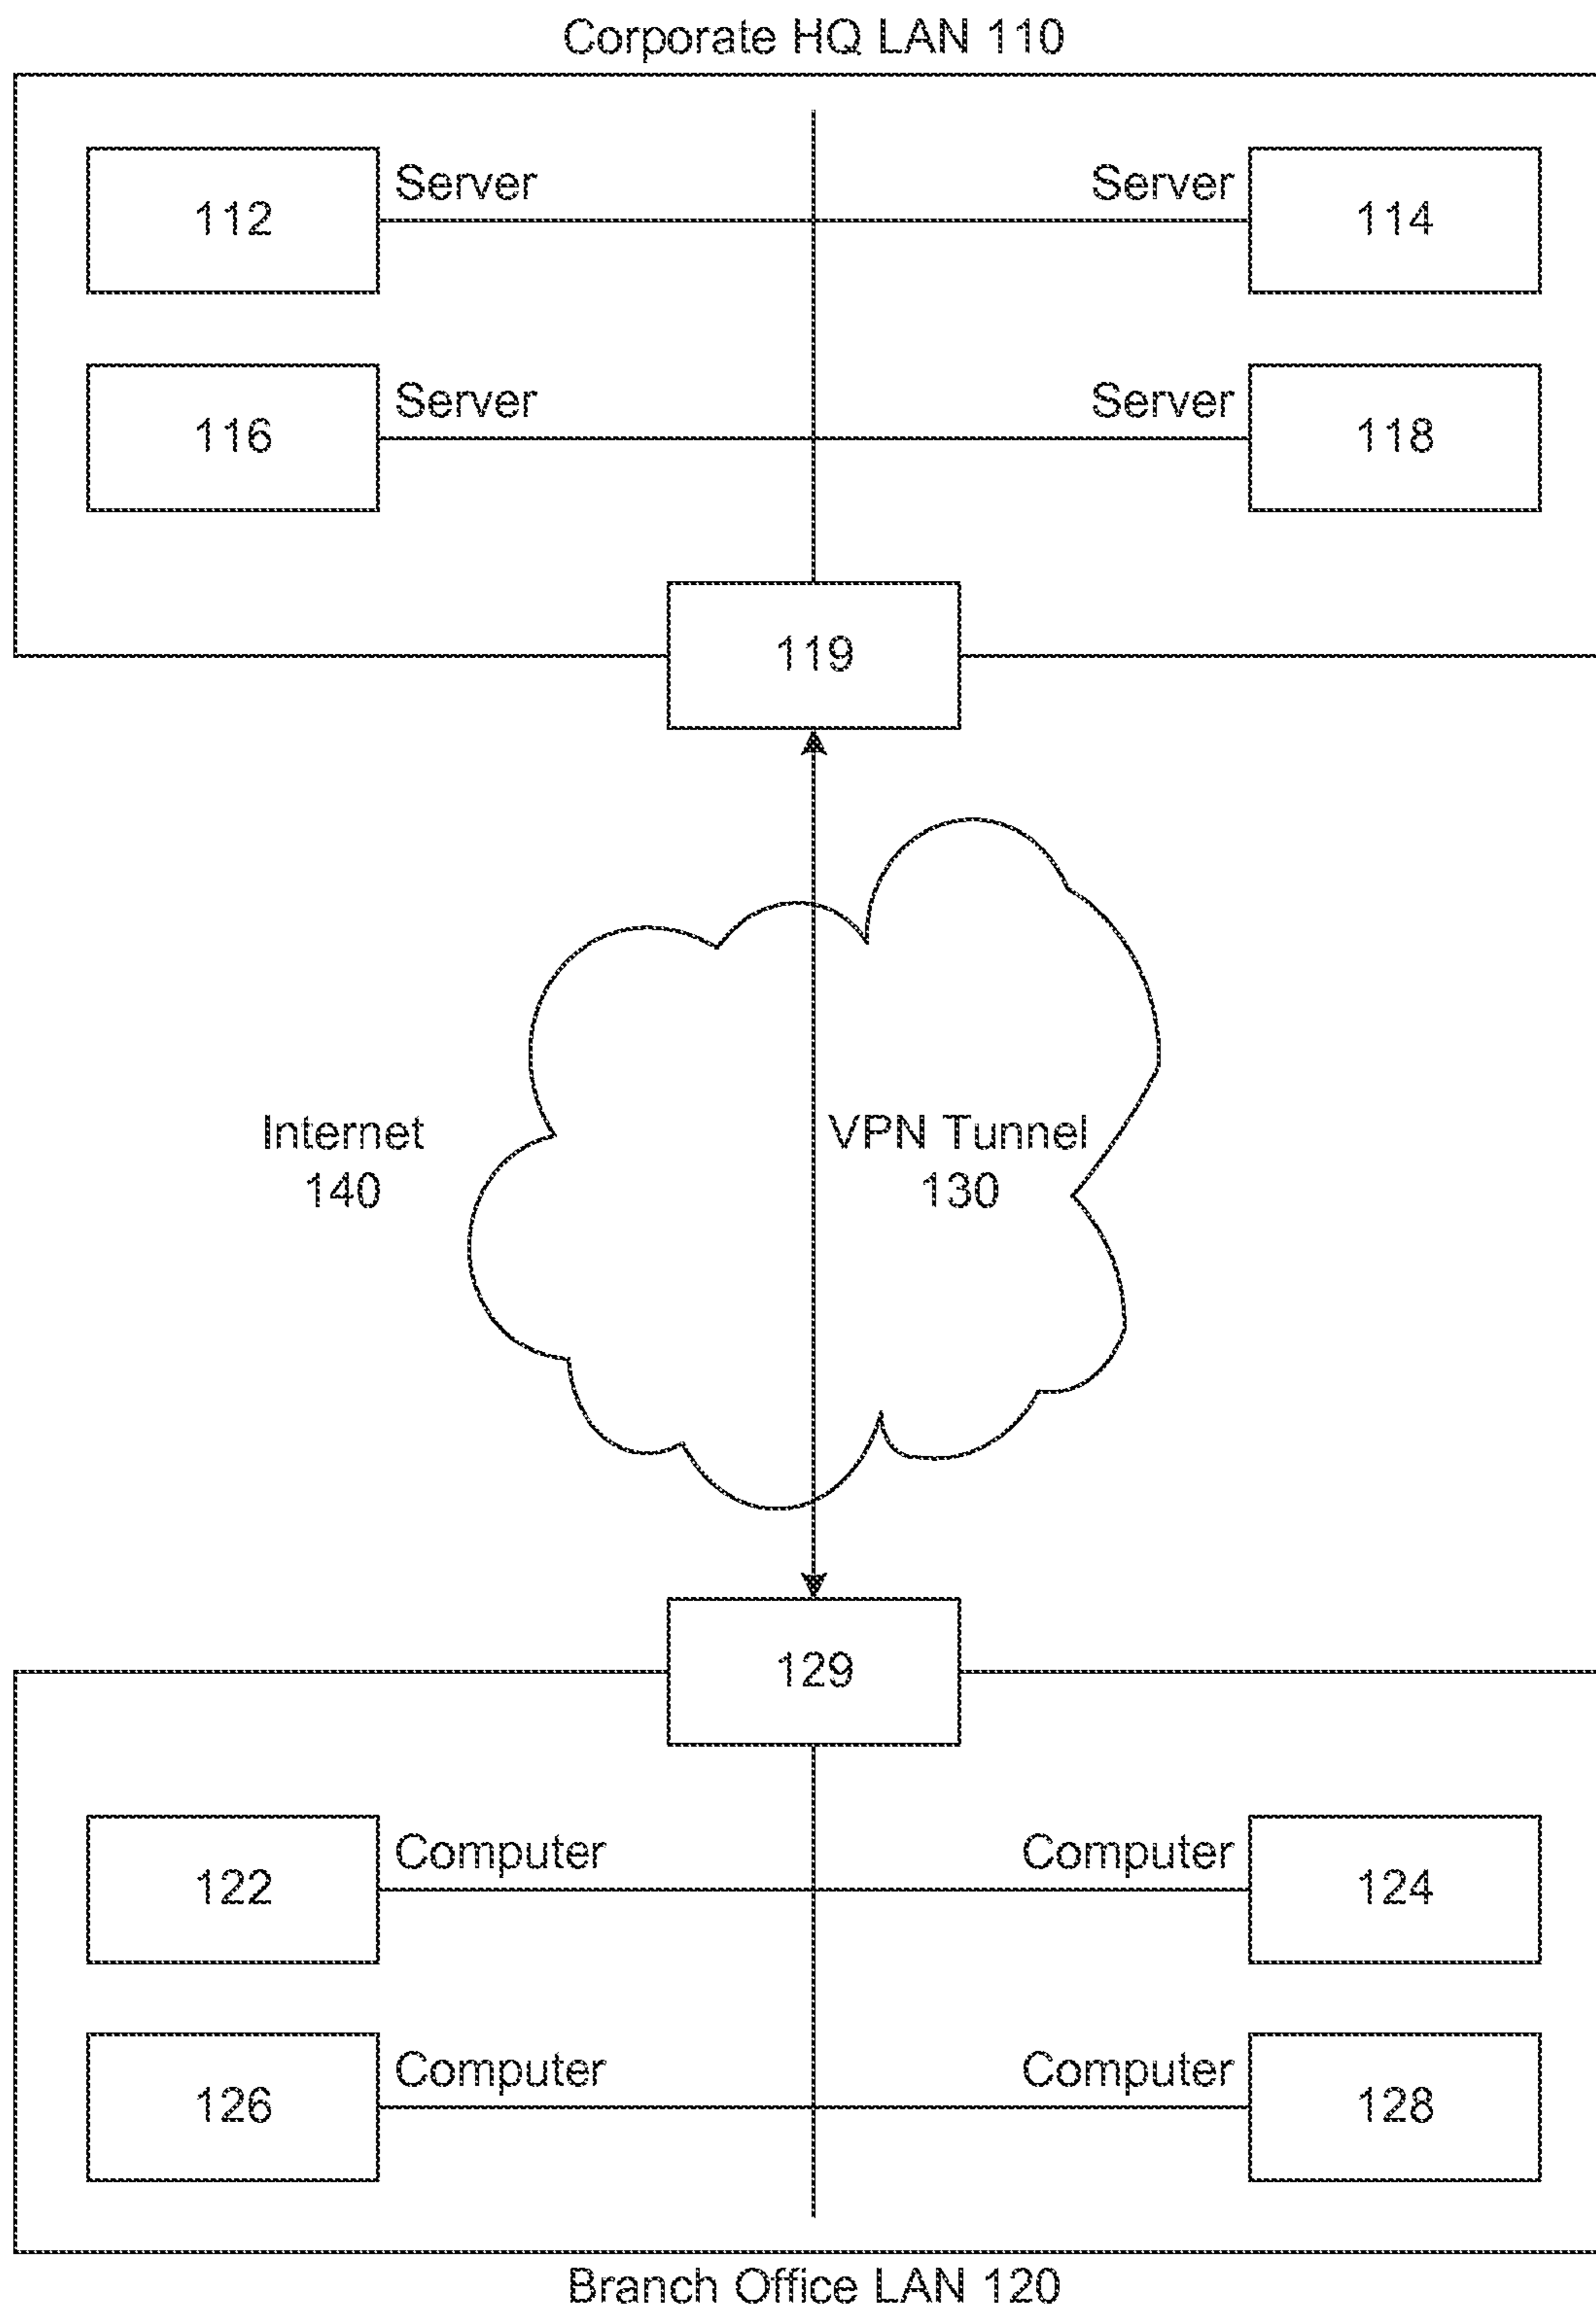 Corporate HQ LAN 110
112 Server Server 114
116 Server Server 118
119
Internet VPN Tunnel
140 130
129
122 Computer Computer 124
126 Computer Computer 128
Branch Office LAN 120